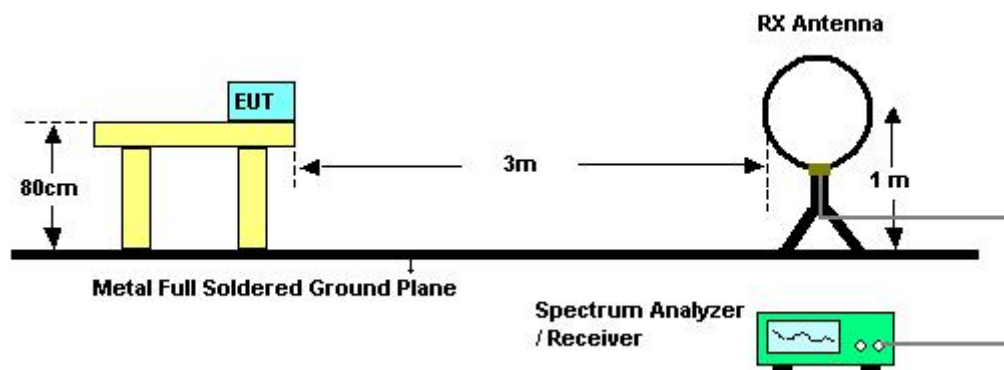 RX Antenna
EUT
3m
80cm
1 m
Metal Full Soldered Ground Plane
Spectrum Analyzer
/ Receiver